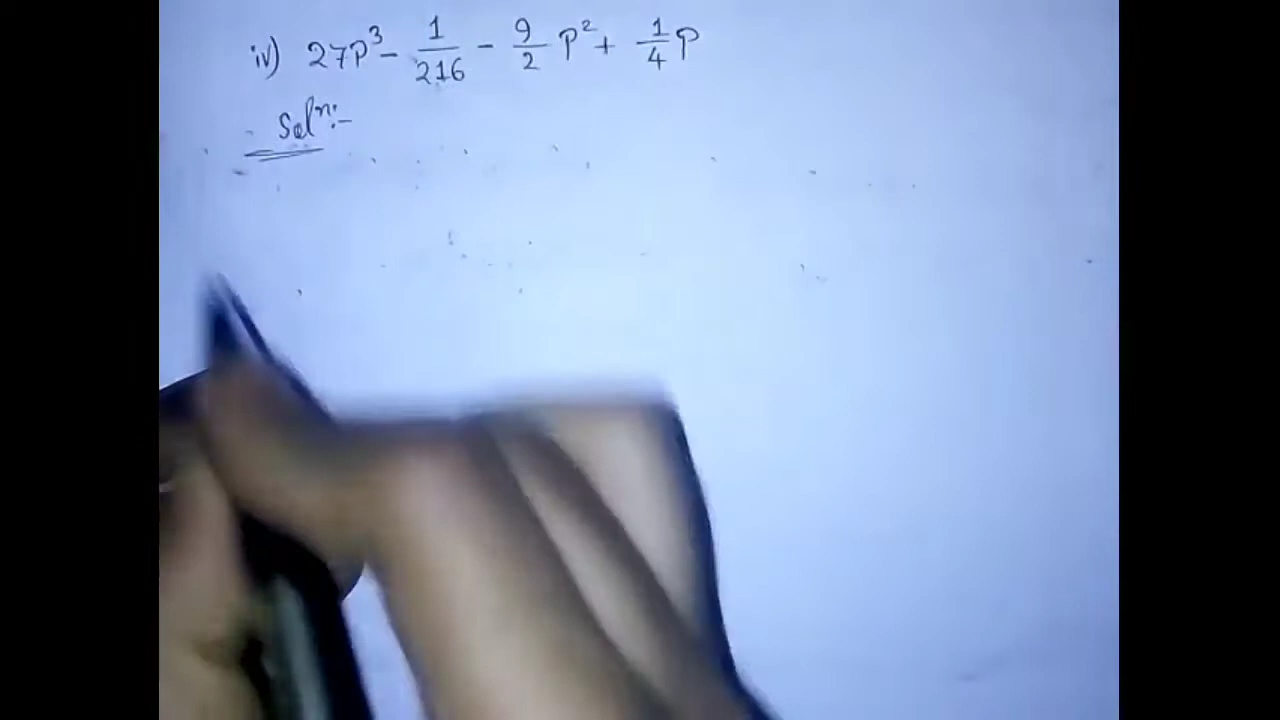 iv) 27P³ - 1/216 - 9/2 P² + 1/4 P
Solⁿ:-